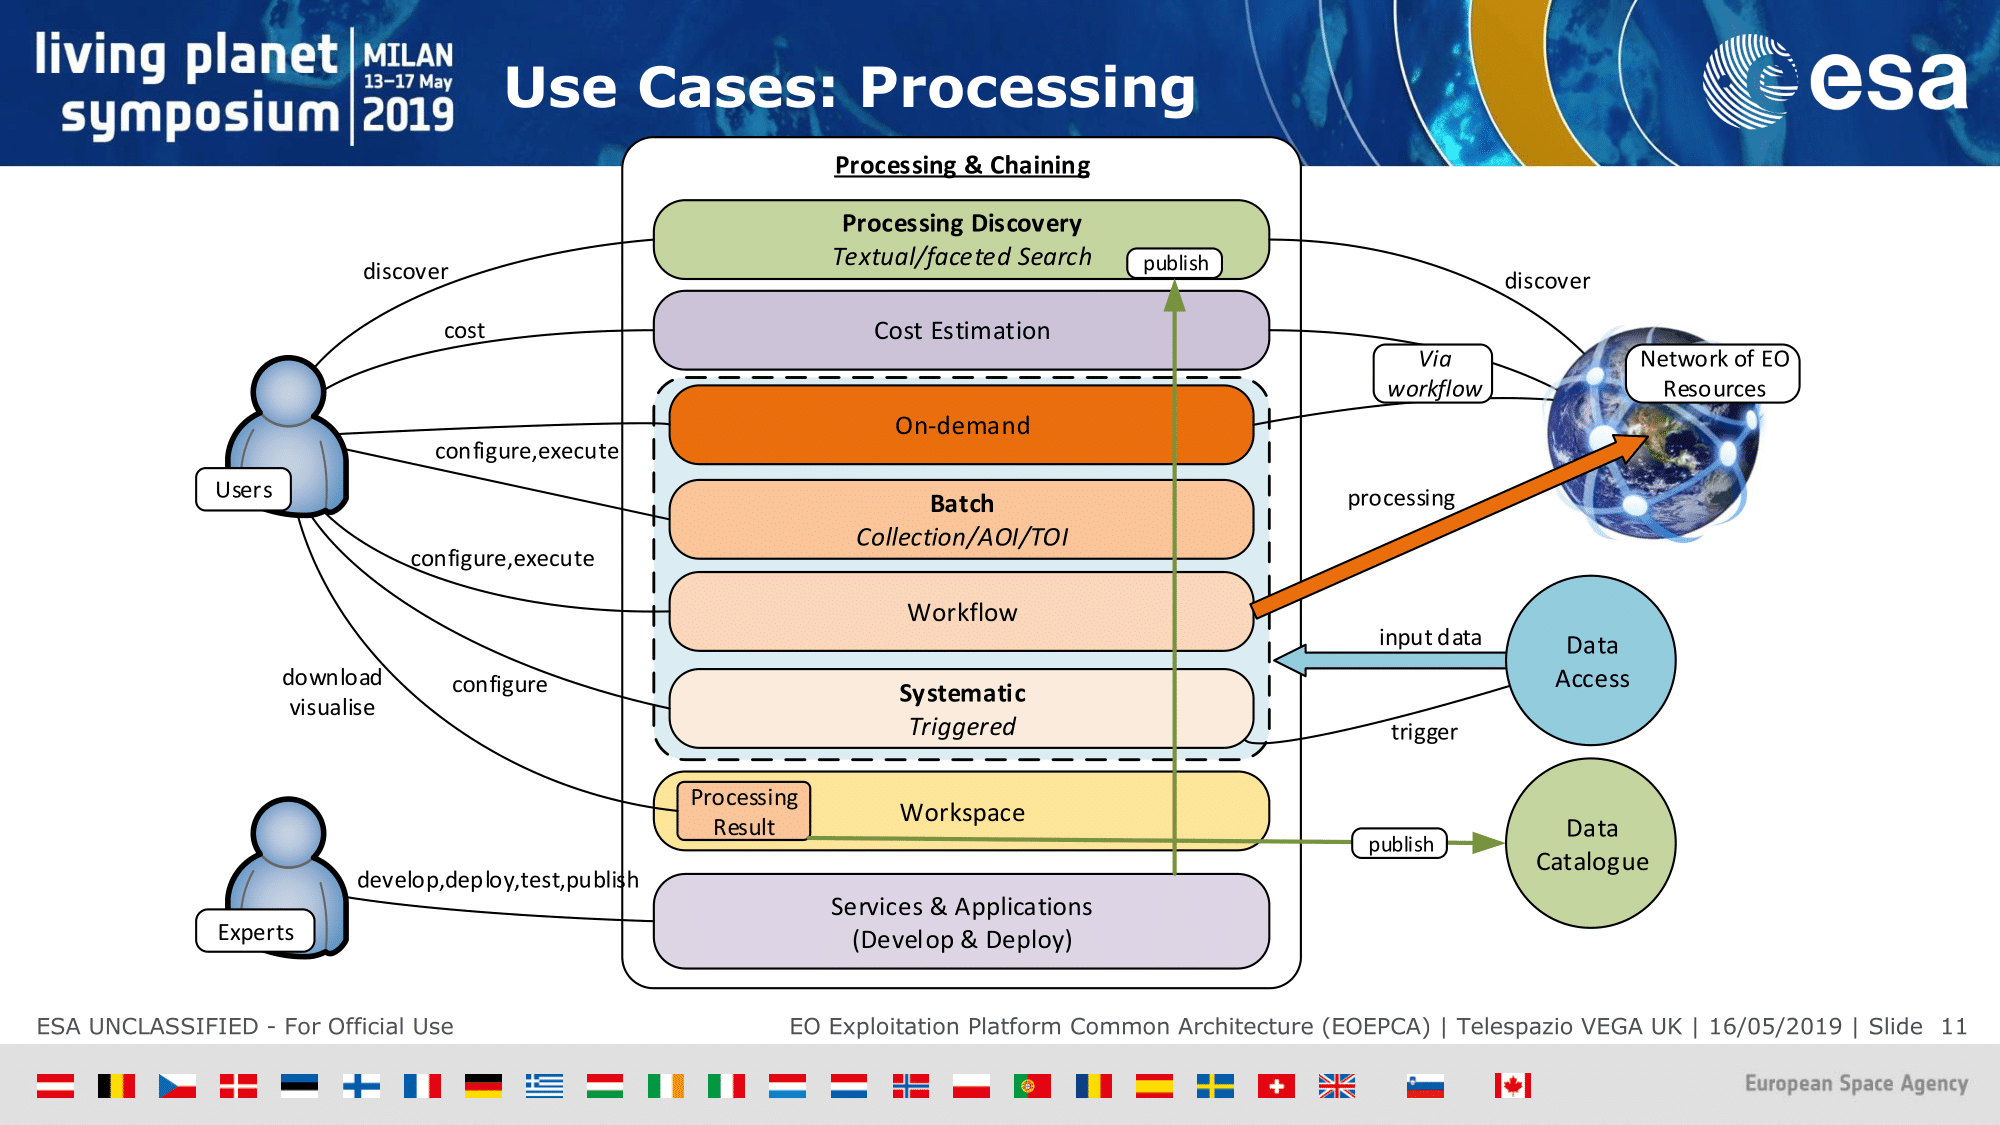 living planet
symposium
MILAN
13-17 May
2019
Use Cases: Processing
esa
Processing & Chaining
Processing Discovery
Textual/faceted Search
publish
discover
discover
cost
Cost Estimation
Via
workflow
Network of EO
Resources
On-demand
configure,execute
Users
Batch
Collection/AOI/TOI
processing
configure,execute
Workflow
input data
Data
Access
download
visualise
configure
Systematic
Triggered
trigger
Processing
Result
Workspace
publish
Data
Catalogue
develop,deploy,test,publish
Experts
Services & Applications
(Develop & Deploy)
ESA UNCLASSIFIED - For Official Use
EO Exploitation Platform Common Architecture (EOEPCA) | Telespazio VEGA UK | 16/05/2019 | Slide 11
European Space Agency